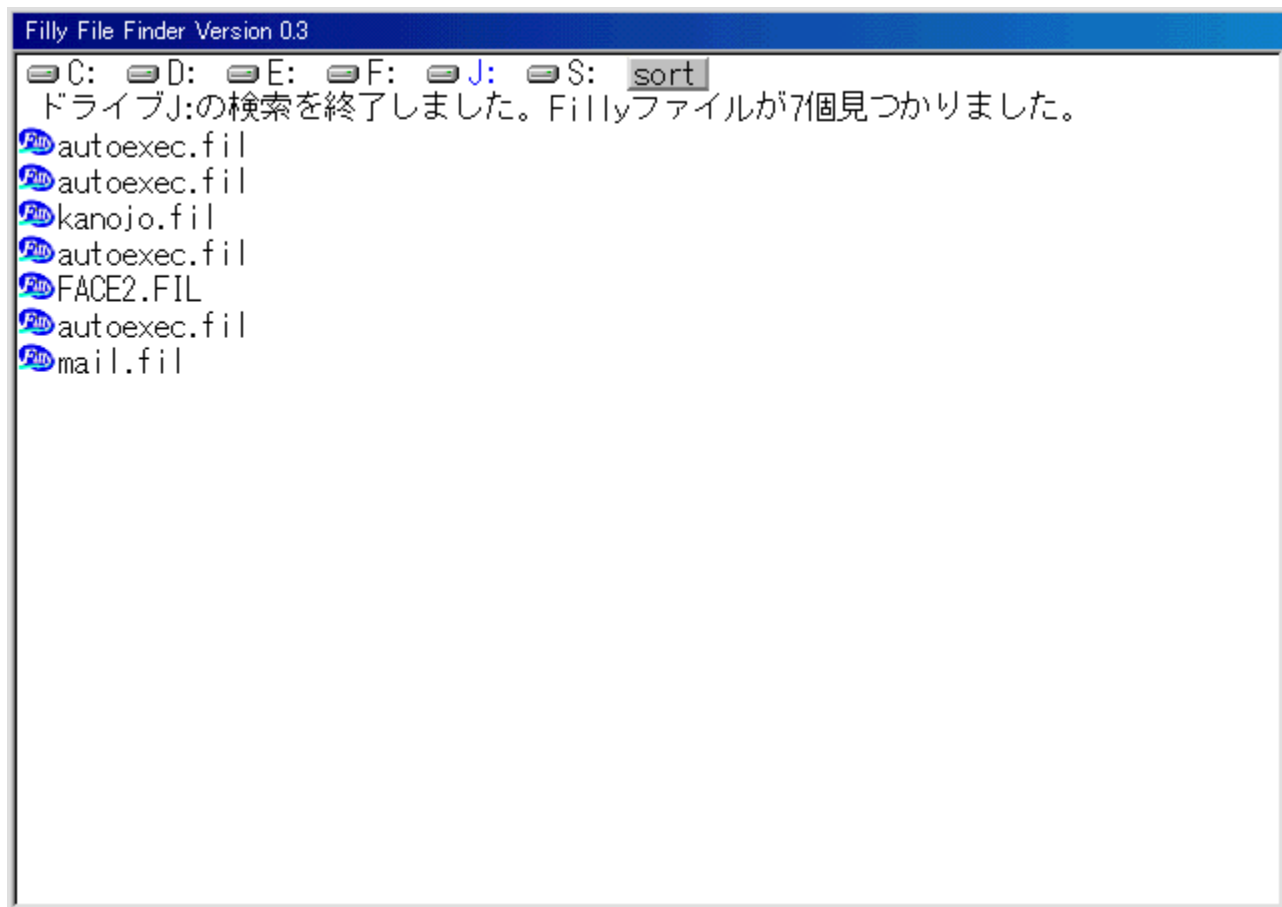 Filly File Finder Version 0.3
C: D: E: F: J: S: sort
ドライブJ:の検索を終了しました。Fillyファイルが7個見つかりました。
autoexec.fil
autoexec.fil
kanojo.fil
autoexec.fil
FACE2.FIL
autoexec.fil
mail.fil